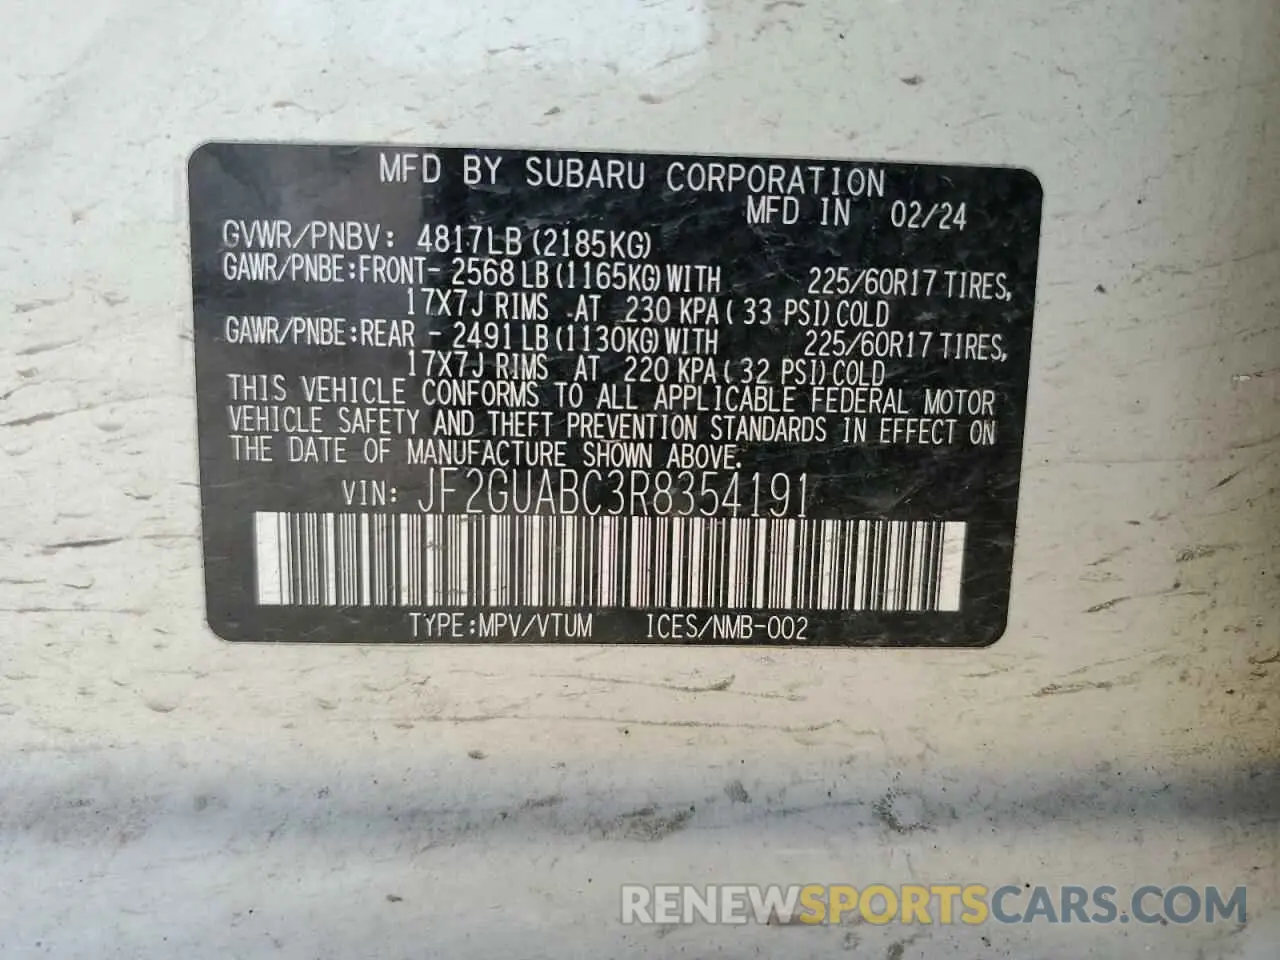 MFD BY SUBARU CORPORATION
MFD IN 02/24
GVWR/PNBV: 4817LB(2185KG)
GAWR/PNBE:FRONT- 2568LB(1165KG)WITH 225/60R17 TIRES,
17X7J RIMS AT 230 KPA( 33 PSI)COLD
GAWR/PNBE:REAR - 2491LB(1130KG)WITH 225/60R17 TIRES,
17X7J RIMS AT 220 KPA( 32 PSI)COLD
THIS VEHICLE CONFORMS TO ALL APPLICABLE FEDERAL MOTOR
VEHICLE SAFETY AND THEFT PREVENTION STANDARDS IN EFFECT ON
THE DATE OF MANUFACTURE SHOWN ABOVE.
VIN: JF2GUABC3R8354191
TYPE:MPV/VTUM ICES/NMB-002
RENEWSPORTSCARS.COM